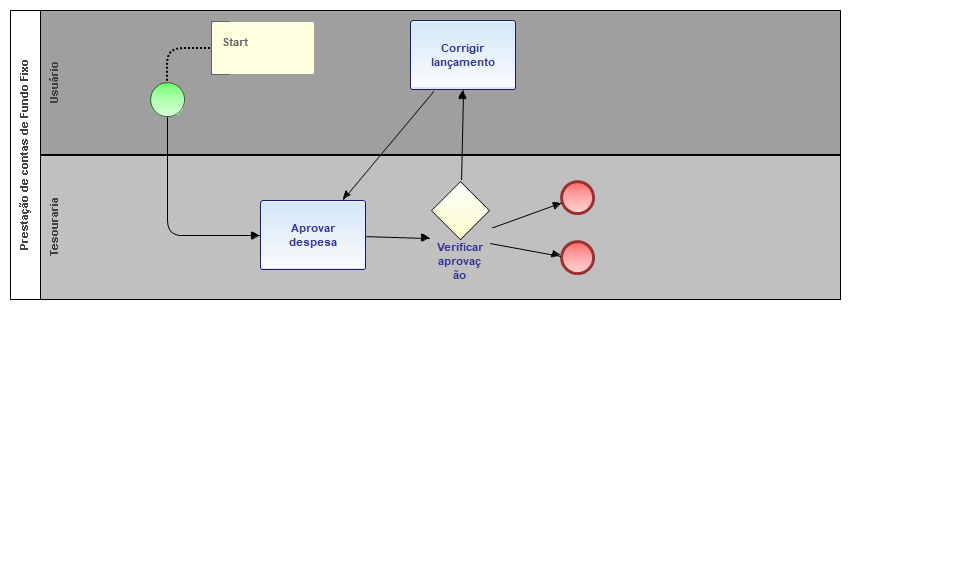 Prestação de contas de Fundo Fixo
Usuário
Start
Corrigir
lançamento
Tesouraria
Aprovar
despesa
Verificar
aprovaç
ão